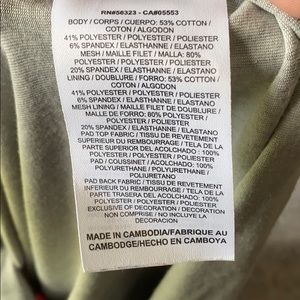 RN#56323 - CA#05553
BODY / CORPS / CUERPO: 53% COTTON /
COTON / ALGODON
41% POLYESTER / POLYESTER / POLIESTER
6% SPANDEX / ELASTHANNE / ELASTANO
MESH / MAILLE FILET / MALLA: 80%
POLYESTER / POLYESTER / POLIESTER
20% SPANDEX / ELASTHANNE / ELASTANO
LINING / DOUBLURE / FORRO: 53% COTTON /
COTON / ALGODON
41% POLYESTER / POLYESTER / POLIESTER
6% SPANDEX / ELASTHANNE / ELASTANO
MESH LINING / MAILLE FILET DE DOUBLURE /
MALLA DE FORRO: 80% POLYESTER /
POLYESTER / POLIESTER
20% SPANDEX / ELASTHANNE / ELASTANO
PAD TOP FABRIC / TISSU DE REVETEMENT
SUPERIEUR DU REMBOURRAGE / TELA DE LA
PARTE SUPERIOR DEL ACOLCHADO : 100%
POLYESTER / POLYESTER / POLIESTER
PAD / COUSSINET / ACOLCHADO: 100%
POLYURETHANE / POLYURETHANE /
POLIURETANO
PAD BACK FABRIC / TISSU DE REVETEMENT
INFERIEUR DU REMBOURRAGE / TELA DE LA
PARTE TRASERA DEL ACOLCHADO: 100%
POLYESTER / POLYESTER / POLIESTER
EXCLUSIVE OF DECORATION / DECORATION
NON COMPRISE / NO INCLUYE LA
DECORACION
MADE IN CAMBODIA/FABRIQUE AU
CAMBODGE/HECHO EN CAMBOYA